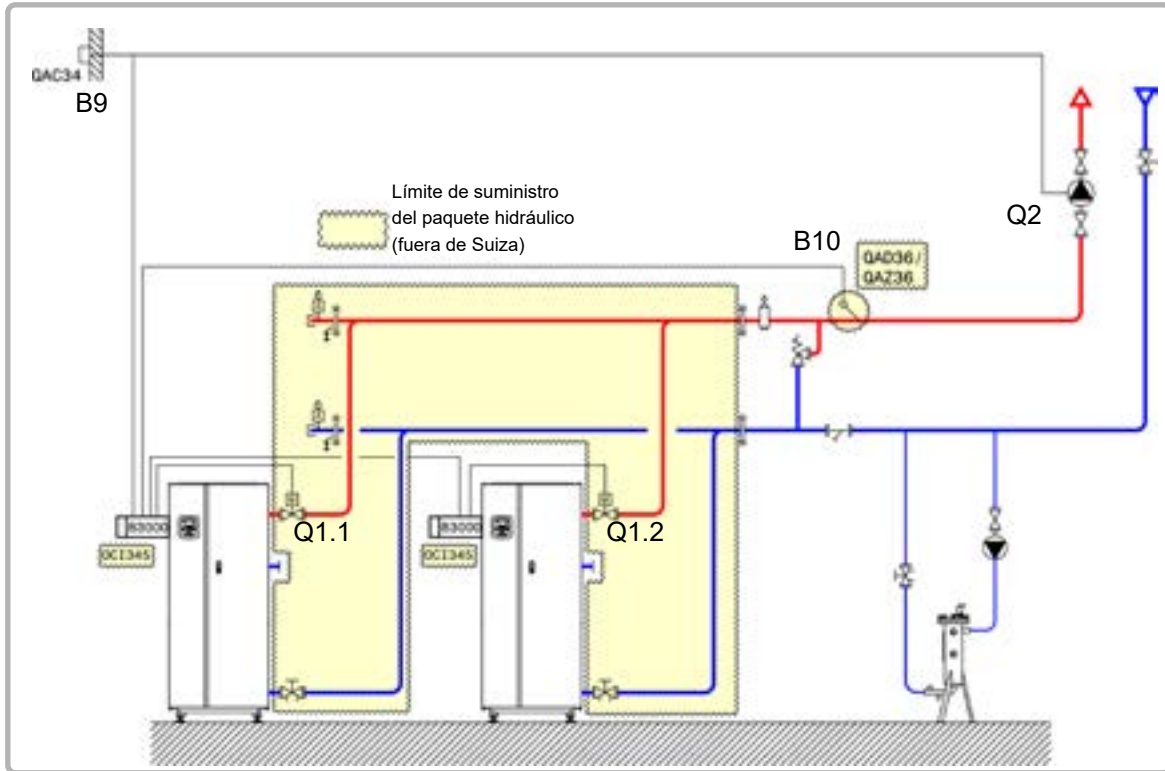 QAC34
B9
Límite de suministro
del paquete hidráulico
(fuera de Suiza)
B10
QAD36 /
QAZ36
Q2
B3000
OCI345
Q1.1
B3000
OCI345
Q1.2